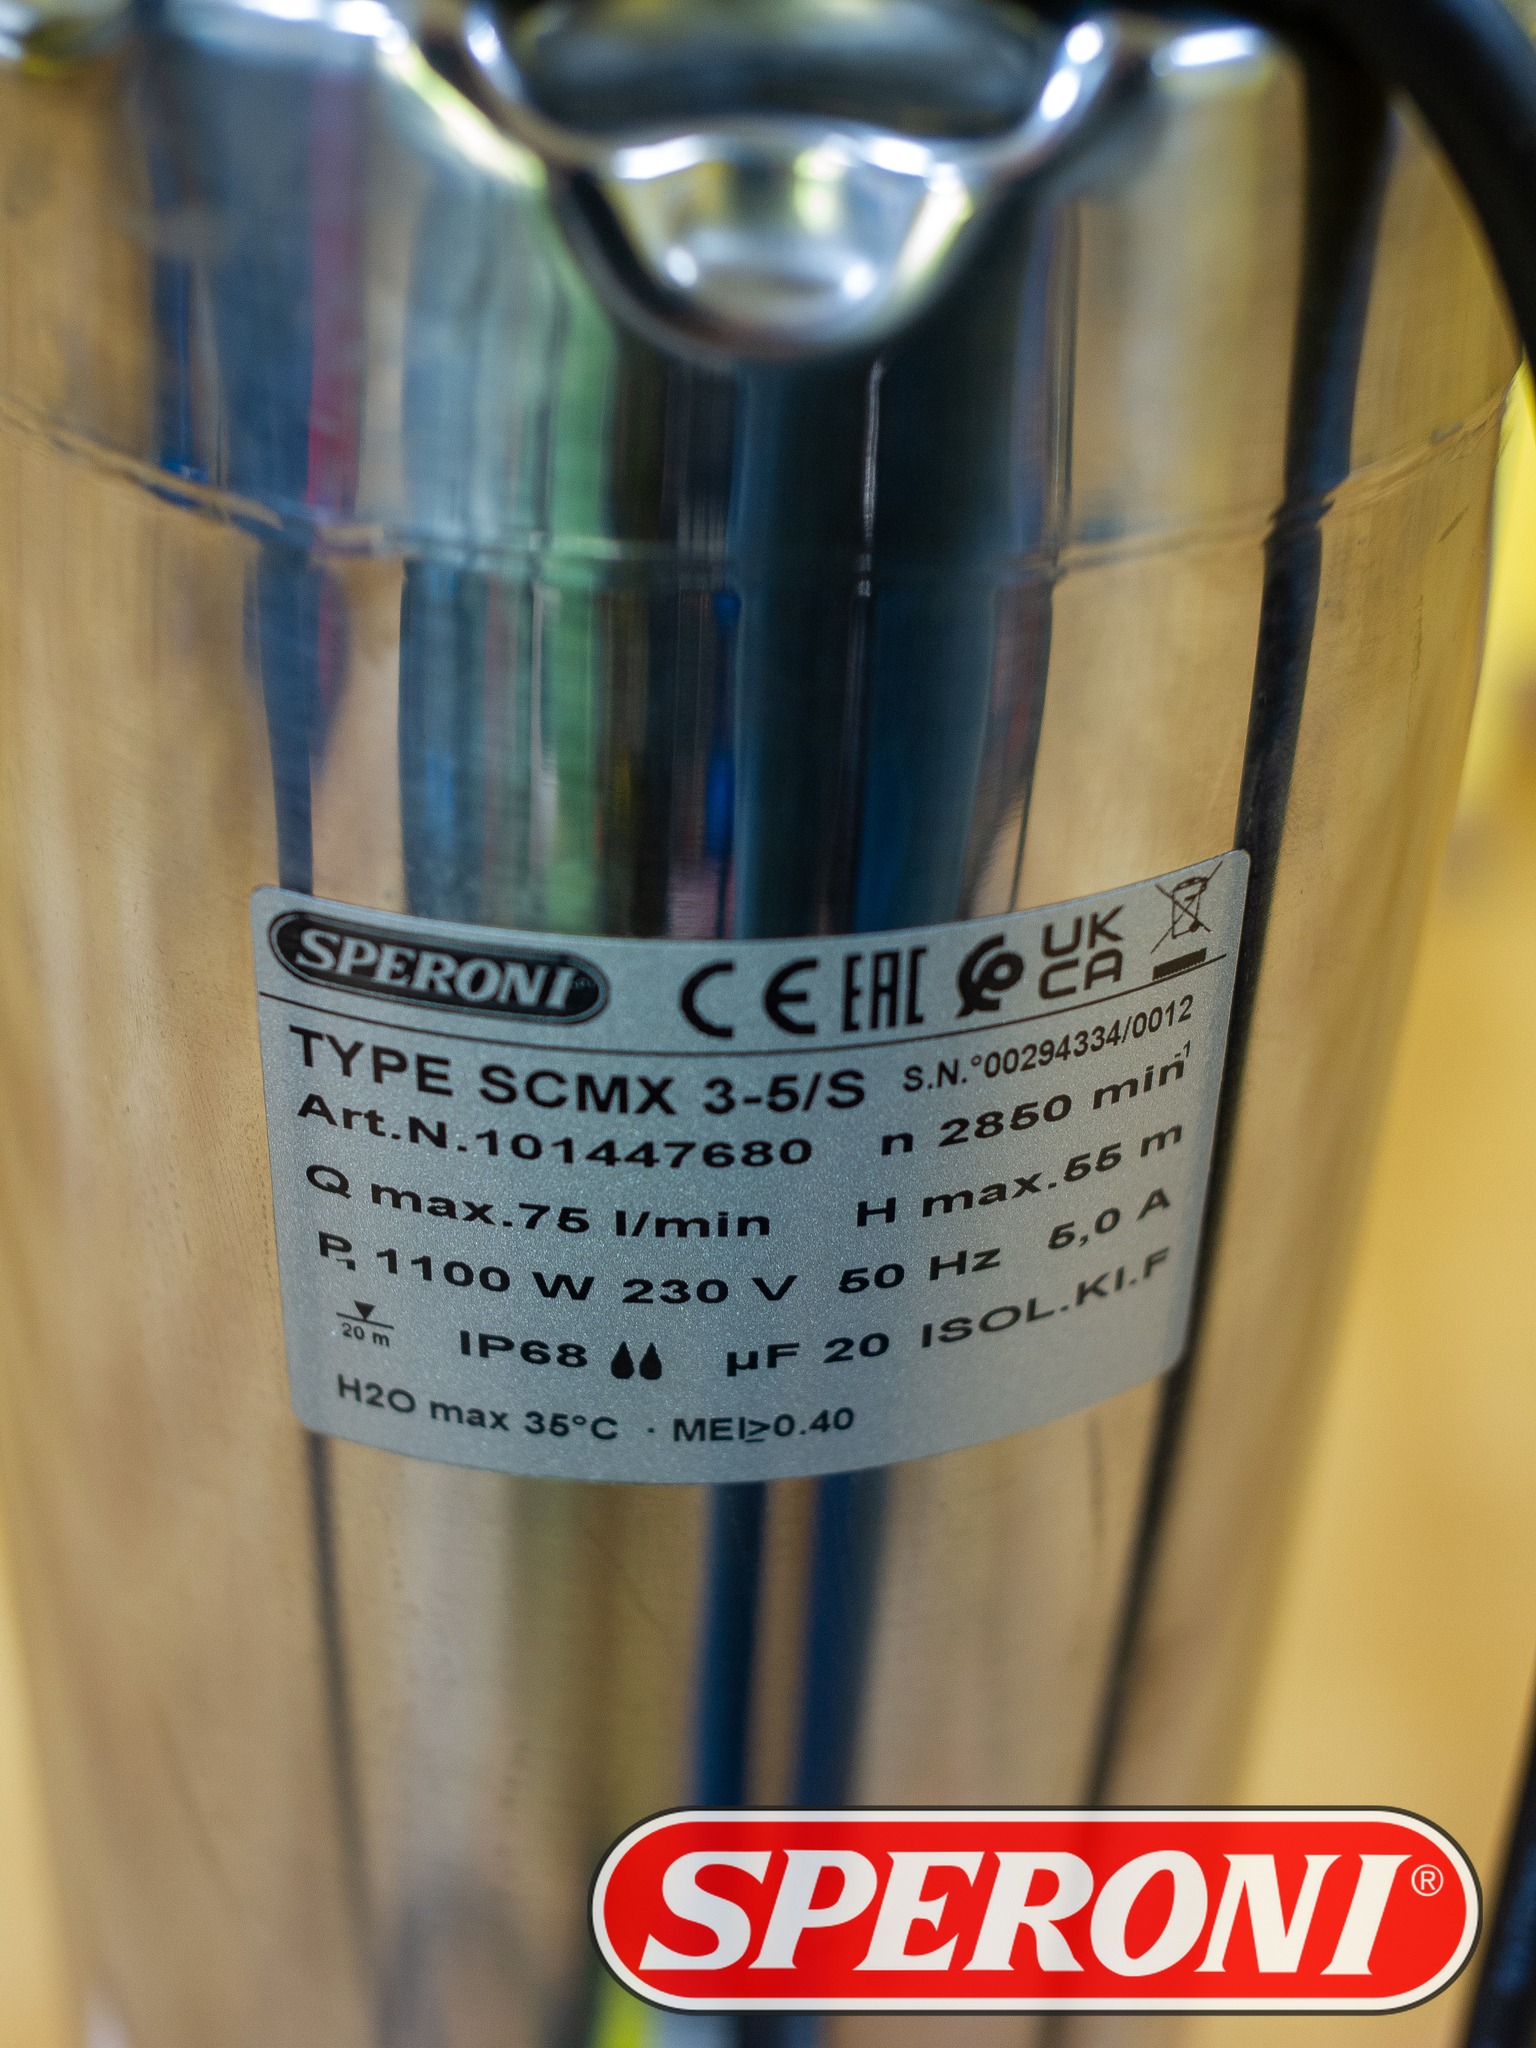 SPERONI CE EAC UK CA
TYPE SCMX 3-5/S S.N.°00294334/0012
Art.N.101447680 n 2850 min-1
Q max.75 l/min H max.55 m
P1 1100 W 230 V 50 Hz 5,0 A
20 m IP68 µF 20 ISOL.KI.F
H2O max 35°C · MEI≥0.40
SPERONI®